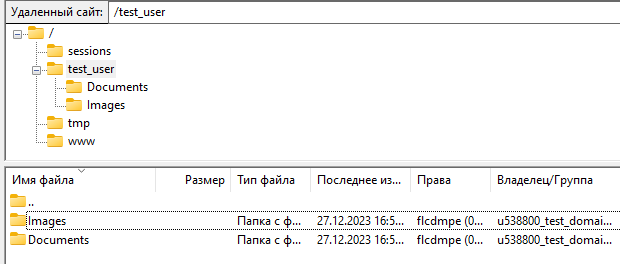 Удаленный сайт: /test_user
/
sessions
test_user
Documents
Images
tmp
www
Имя файла Размер Тип файла Последнее из... Права Владелец/Группа
..
Images Папка с ф... 27.12.2023 16:5... flcdmpe (0... u538800_test_domai...
Documents Папка с ф... 27.12.2023 16:5... flcdmpe (0... u538800_test_domai...